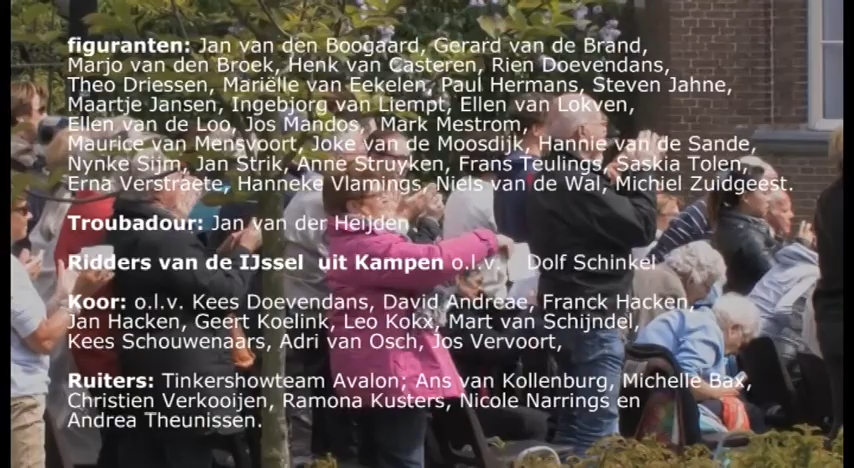 figuranten: Jan van den Boogaard, Gerard van de Brand,
Marjo van den Broek, Henk van Casteren, Rien Doevendans,
Theo Driessen, Mariëlle van Eekelen, Paul Hermans, Steven Jahne,
Maartje Jansen, Ingebjorg van Liempt, Ellen van Lokven,
Ellen van de Loo, Jos Mandos, Mark Mestrom,
Maurice van Mensvoort, Joke van de Moosdijk, Hannie van de Sande,
Nynke Sijm, Jan Strik, Anne Struyken, Frans Teulings, Saskia Tolen,
Erna Verstraete, Hanneke Vlamings, Niels van de Wal, Michiel Zuidgeest.
Troubadour: Jan van der Heijden
Ridders van de IJssel uit Kampen o.l.v. Dolf Schinkel
Koor: o.l.v. Kees Doevendans, David Andreae, Franck Hacken,
Jan Hacken, Geert Koelink, Leo Kokx, Mart van Schijndel,
Kees Schouwenaars, Adri van Osch, Jos Vervoort,
Ruiters: Tinkershowteam Avalon; Ans van Kollenburg, Michelle Bax,
Christien Verkooijen, Ramona Kusters, Nicole Narrings en
Andrea Theunissen.